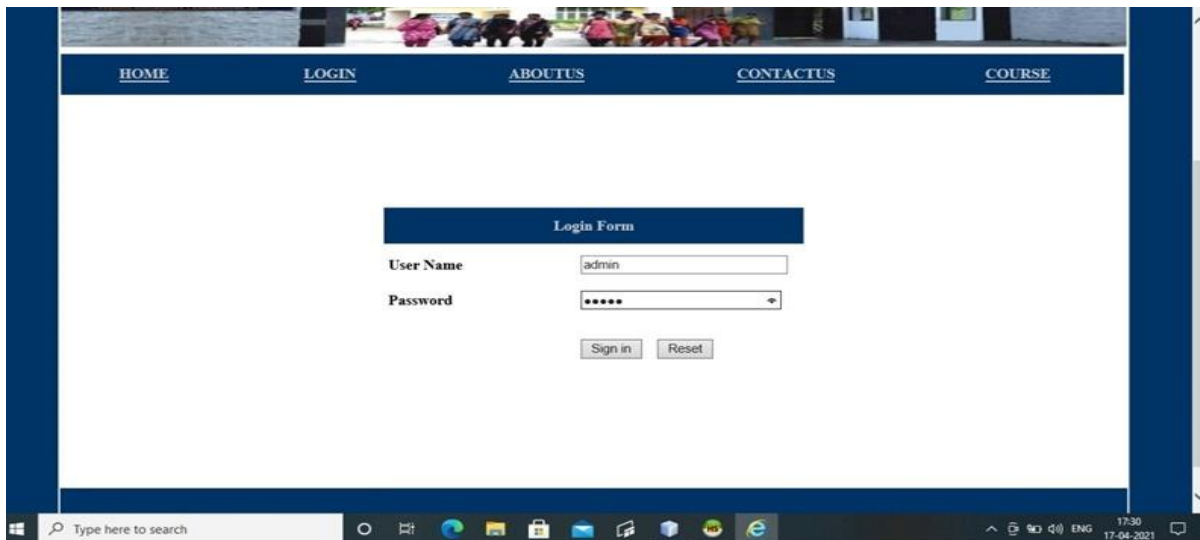 HOME LOGIN ABOUTUS CONTACTUS COURSE
Login Form
User Name admin
Password •••••
Sign in Reset
Type here to search
ENG 17:30
17-04-2021